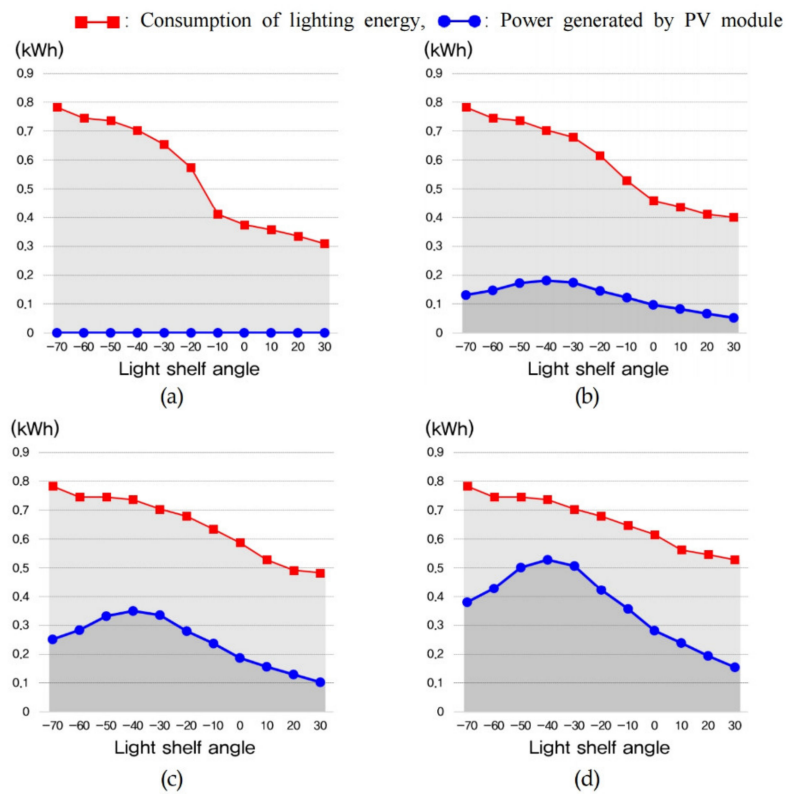 : Consumption of lighting energy, : Power generated by PV module
(kWh) (kWh)
0,9 0,9
0,8 0,8
0,7 0,7
0,6 0,6
0,5 0,5
0,4 0,4
0,3 0,3
0,2 0,2
0,1 0,1
0 0
−70 −60 −50 −40 −30 −20 −10 0 10 20 30 −70 −60 −50 −40 −30 −20 −10 0 10 20 30
Light shelf angle Light shelf angle
(a) (b)
(kWh) (kWh)
0,9 0,9
0,8 0,8
0,7 0,7
0,6 0,6
0,5 0,5
0,4 0,4
0,3 0,3
0,2 0,2
0,1 0,1
0 0
−70 −60 −50 −40 −30 −20 −10 0 10 20 30 −70 −60 −50 −40 −30 −20 −10 0 10 20 30
Light shelf angle Light shelf angle
(c) (d)